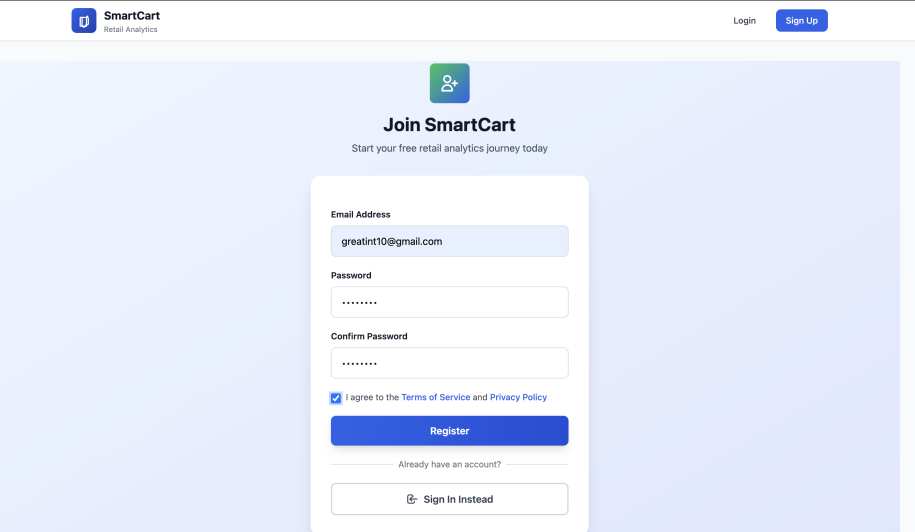 SmartCart
Retail Analytics
Login
Sign Up
Join SmartCart
Start your free retail analytics journey today
Email Address
greatint10@gmail.com
Password
••••••••
Confirm Password
••••••••
I agree to the Terms of Service and Privacy Policy
Register
Already have an account?
Sign In Instead